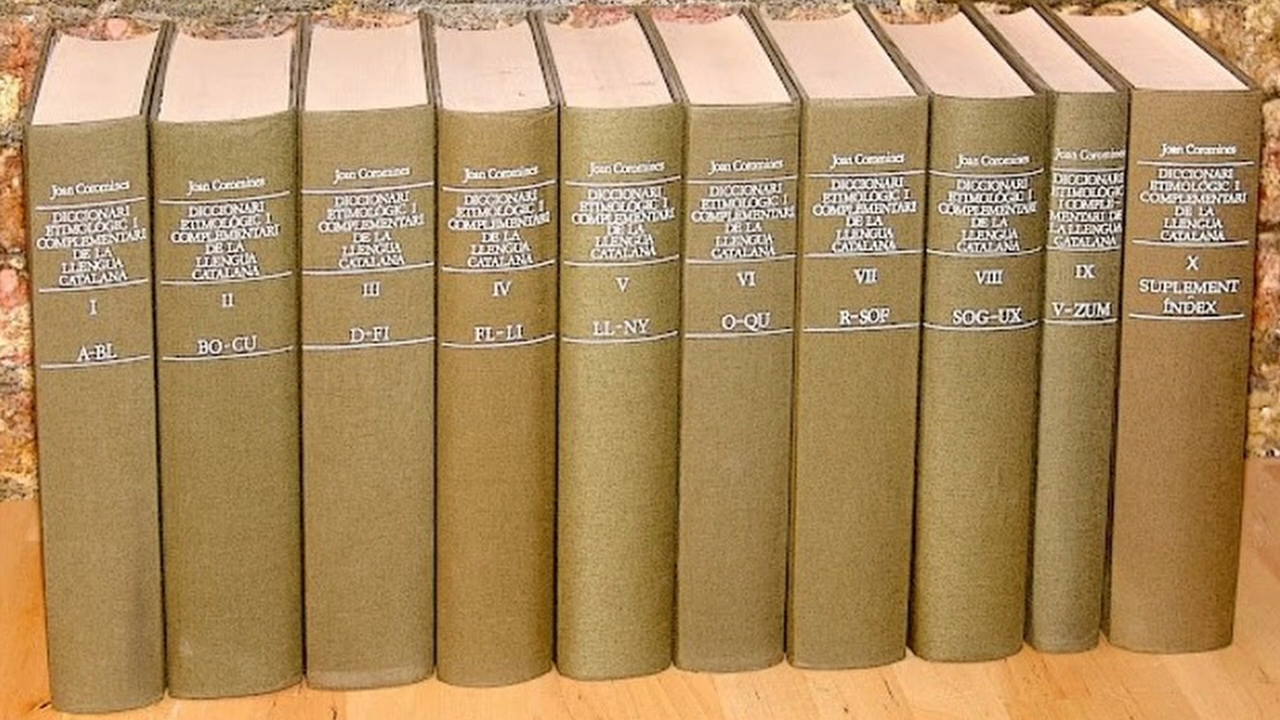 Joan Coromines
DICCIONARI
ETIMOLÒGIC I
COMPLEMENTARI
DE LA
LLENGUA
CATALANA
I
A-BL
Joan Coromines
DICCIONARI
ETIMOLÒGIC I
COMPLEMENTARI
DE LA
LLENGUA
CATALANA
II
BO-CU
Joan Coromines
DICCIONARI
ETIMOLÒGIC I
COMPLEMENTARI
DE LA
LLENGUA
CATALANA
III
D-FI
Joan Coromines
DICCIONARI
ETIMOLÒGIC I
COMPLEMENTARI
DE LA
LLENGUA
CATALANA
IV
FL-LI
Joan Coromines
DICCIONARI
ETIMOLÒGIC I
COMPLEMENTARI
DE LA
LLENGUA
CATALANA
V
LL-NY
Joan Coromines
DICCIONARI
ETIMOLÒGIC I
COMPLEMENTARI
DE LA
LLENGUA
CATALANA
VI
O-QU
Joan Coromines
DICCIONARI
ETIMOLÒGIC I
COMPLEMENTARI
DE LA
LLENGUA
CATALANA
VII
R-SOF
Joan Coromines
DICCIONARI
ETIMOLÒGIC I
COMPLEMENTARI
DE LA
LLENGUA
CATALANA
VIII
SOG-UX
Joan Coromines
DICCIONARI
ETIMOLÒGIC
I COMPLE-
MENTARI DE
LA LLENGUA
CATALANA
IX
V-ZUM
Joan Coromines
DICCIONARI
ETIMOLÒGIC I
COMPLEMENTARI
DE LA
LLENGUA
CATALANA
X
SUPLEMENT
ÍNDEX